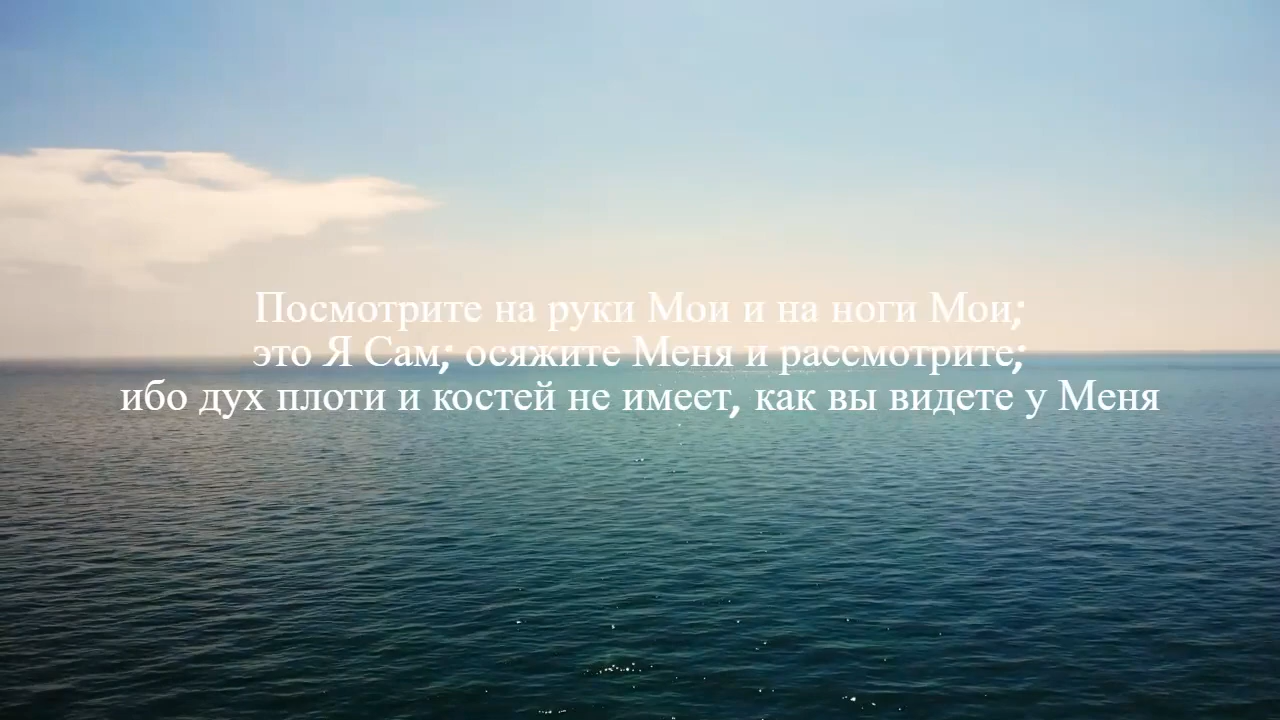 Посмотрите на руки Мои и на ноги Мои;
это Я Сам; осяжите Меня и рассмотрите;
ибо дух плоти и костей не имеет, как вы видете у Меня